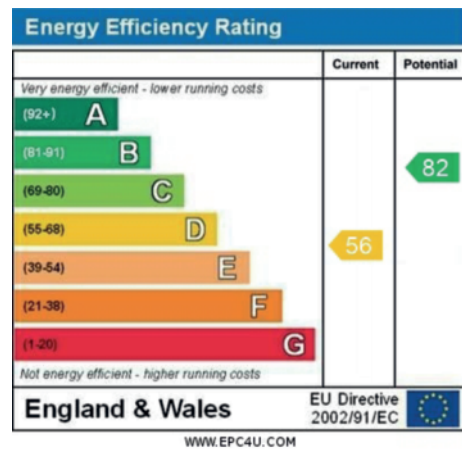 Energy Efficiency Rating
Current Potential
Very energy efficient - lower running costs
(92+) A
(81-91) B
82
(69-80) C
(55-68) D
56
(39-54) E
(21-38) F
(1-20) G
Not energy efficient - higher running costs
England & Wales
EU Directive
2002/91/EC
WWW.EPC4U.COM